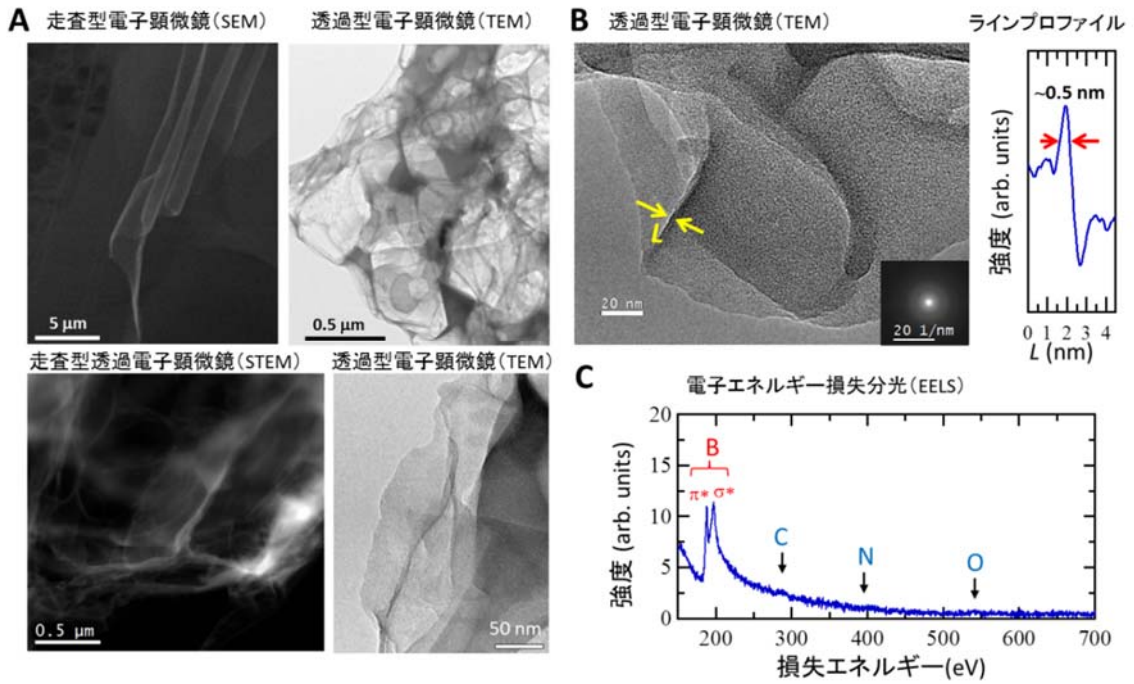 A
走査型電子顕微鏡(SEM)
透過型電子顕微鏡(TEM)
5 μm
0.5 μm
走査型透過電子顕微鏡(STEM)
透過型電子顕微鏡(TEM)
0.5 μm
50 nm
B
透過型電子顕微鏡(TEM)
ラインプロファイル
L
20 nm
20 1/nm
~0.5 nm
強度 (arb. units)
0 1 2 3 4
L (nm)
C
電子エネルギー損失分光(EELS)
強度 (arb. units)
20
15
10
5
0
B
π* σ*
C
N
O
200 300 400 500 600 700
損失エネルギー(eV)